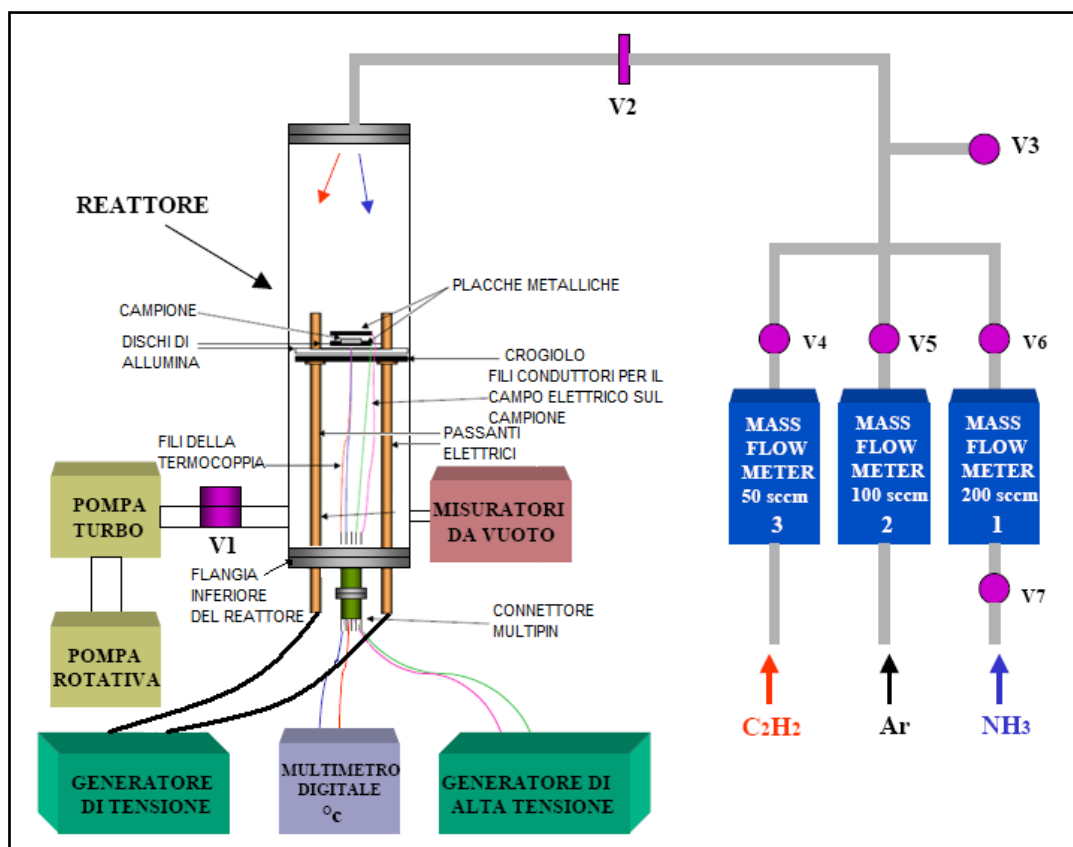 V2
V3
REATTORE
PLACCHE METALLICHE
CAMPIONE
DISCHI DI
ALLUMINA
CROGIOLO
FILI CONDUTTORI PER IL
CAMPO ELETTRICO SUL
CAMPIONE
PASSANTI
ELETTRICI
FILI DELLA
TERMOCOPPIA
V4
V5
V6
MASS
FLOW
METER
50 sccm
3
MASS
FLOW
METER
100 sccm
2
MASS
FLOW
METER
200 sccm
1
POMPA
TURBO
V1
MISURATORI
DA VUOTO
FLANGIA
INFERIORE
DEL REATTORE
CONNETTORE
MULTIPIN
V7
POMPA
ROTATIVA
C2H2
Ar
NH3
GENERATORE
DI TENSIONE
MULTIMETRO
DIGITALE
°c
GENERATORE DI
ALTA TENSIONE